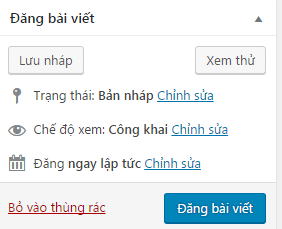 Đăng bài viết
Lưu nháp Xem thử
Trạng thái: Bản nháp Chỉnh sửa
Chế độ xem: Công khai Chỉnh sửa
Đăng ngay lập tức Chỉnh sửa
Bỏ vào thùng rác Đăng bài viết